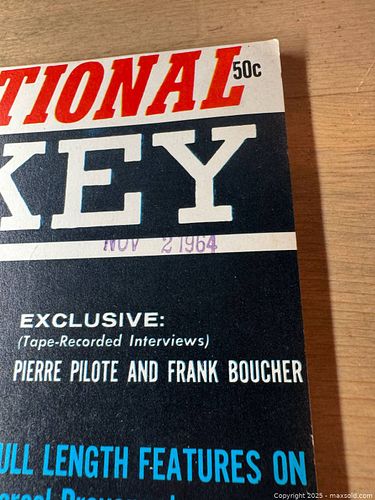 TIONAL
50c
KEY
NOV 2 1964
EXCLUSIVE:
(Tape-Recorded Interviews)
PIERRE PILOTE AND FRANK BOUCHER
ULL LENGTH FEATURES ON
Copyright 2025 - maxsold.com